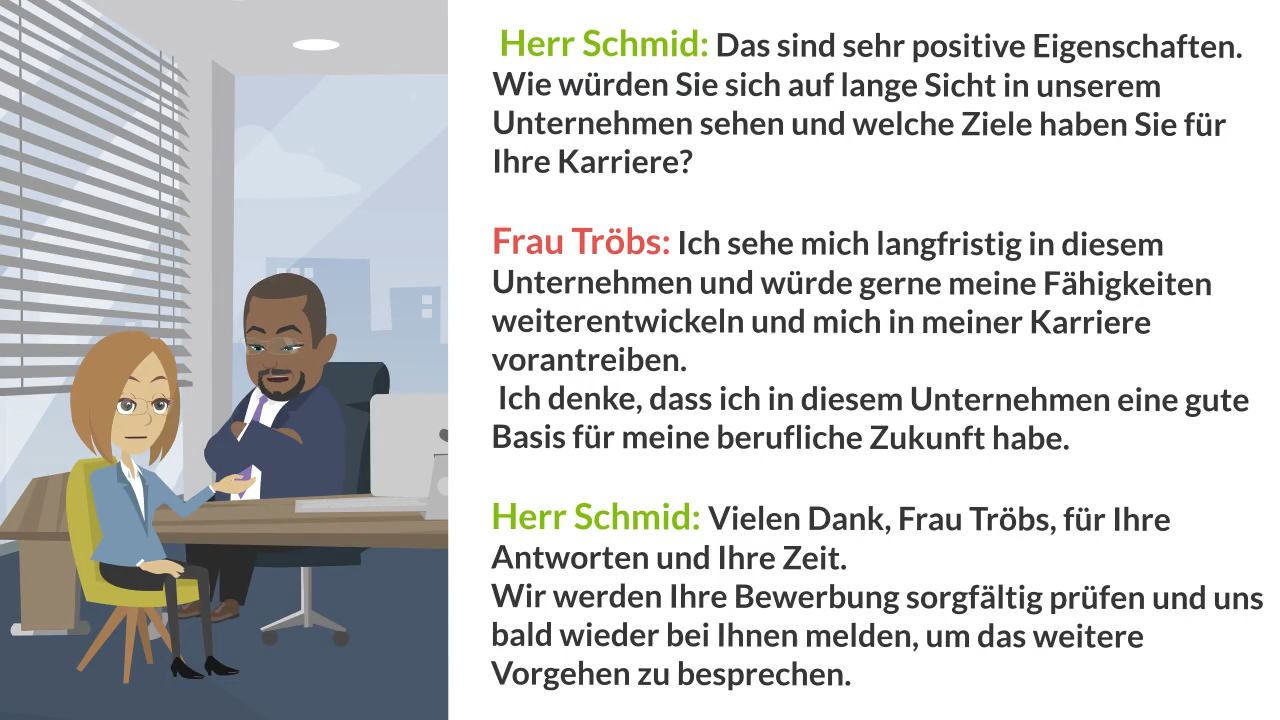 Herr Schmid: Das sind sehr positive Eigenschaften.
Wie würden Sie sich auf lange Sicht in unserem
Unternehmen sehen und welche Ziele haben Sie für
Ihre Karriere?
Frau Tröbs: Ich sehe mich langfristig in diesem
Unternehmen und würde gerne meine Fähigkeiten
weiterentwickeln und mich in meiner Karriere
vorantreiben.
Ich denke, dass ich in diesem Unternehmen eine gute
Basis für meine berufliche Zukunft habe.
Herr Schmid: Vielen Dank, Frau Tröbs, für Ihre
Antworten und Ihre Zeit.
Wir werden Ihre Bewerbung sorgfältig prüfen und uns
bald wieder bei Ihnen melden, um das weitere
Vorgehen zu besprechen.